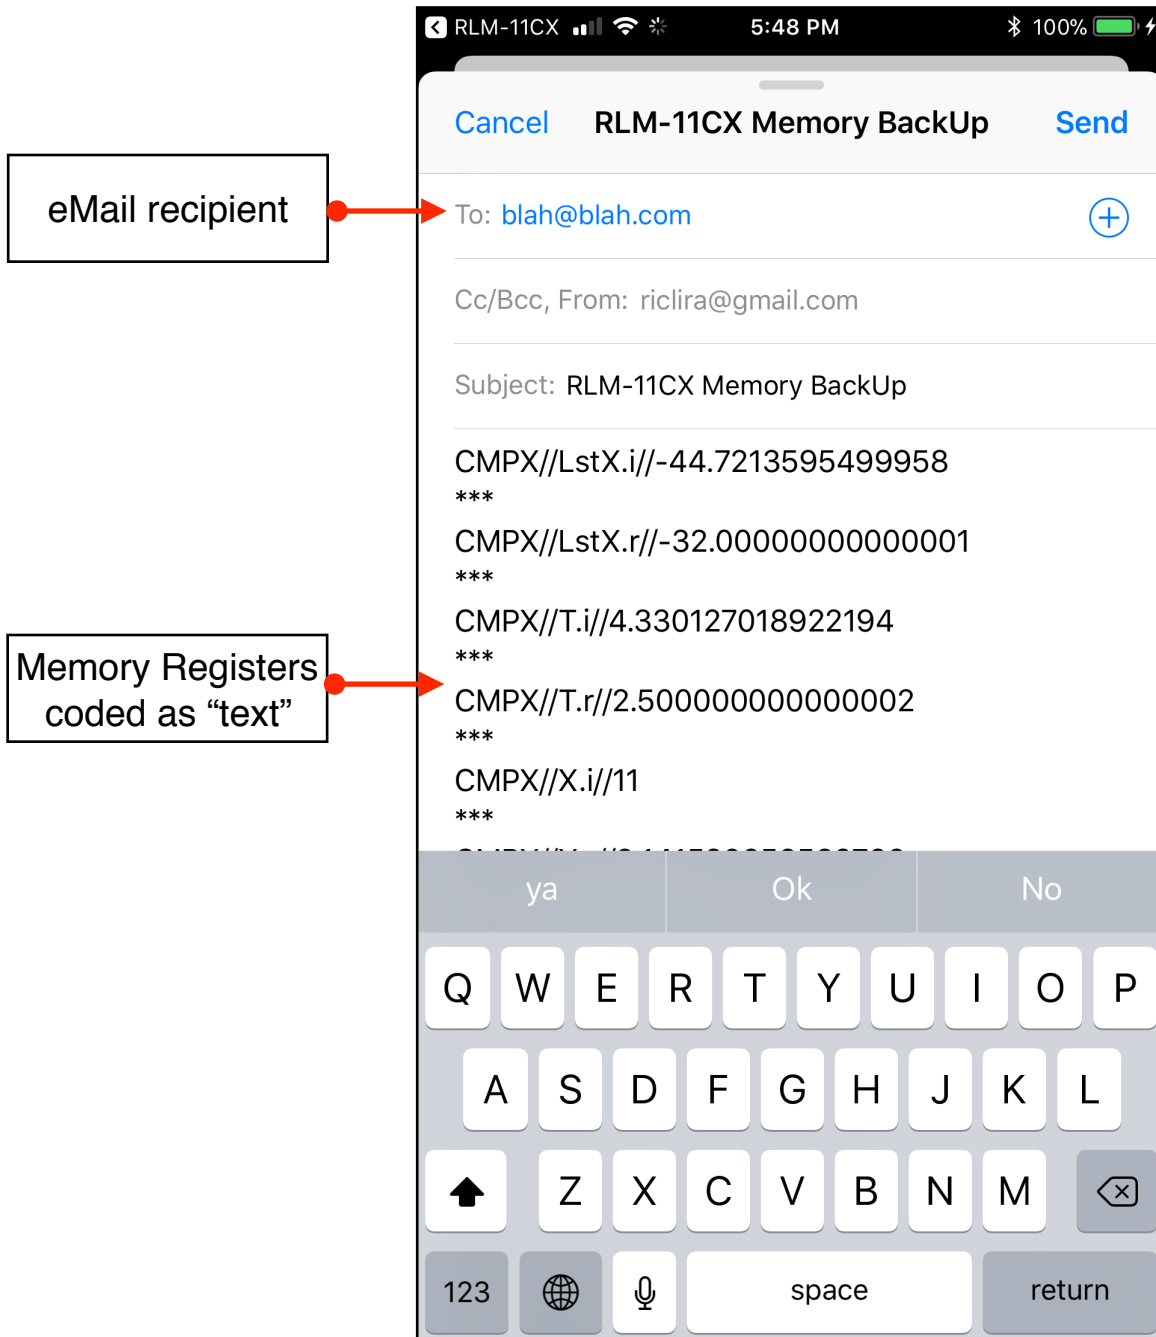 RLM-11CX 5:48 PM 100%
Cancel RLM-11CX Memory BackUp Send
eMail recipient
To: blah@blah.com
Cc/Bcc, From: riclira@gmail.com
Subject: RLM-11CX Memory BackUp
CMPX//LstX.i//-44.7213595499958
***
CMPX//LstX.r//-32.00000000000001
***
CMPX//T.i//4.330127018922194
***
Memory Registers
coded as “text”
CMPX//T.r//2.500000000000002
***
CMPX//X.i//11
***
ya Ok No
Q W E R T Y U I O P
A S D F G H J K L
Z X C V B N M
123 space return